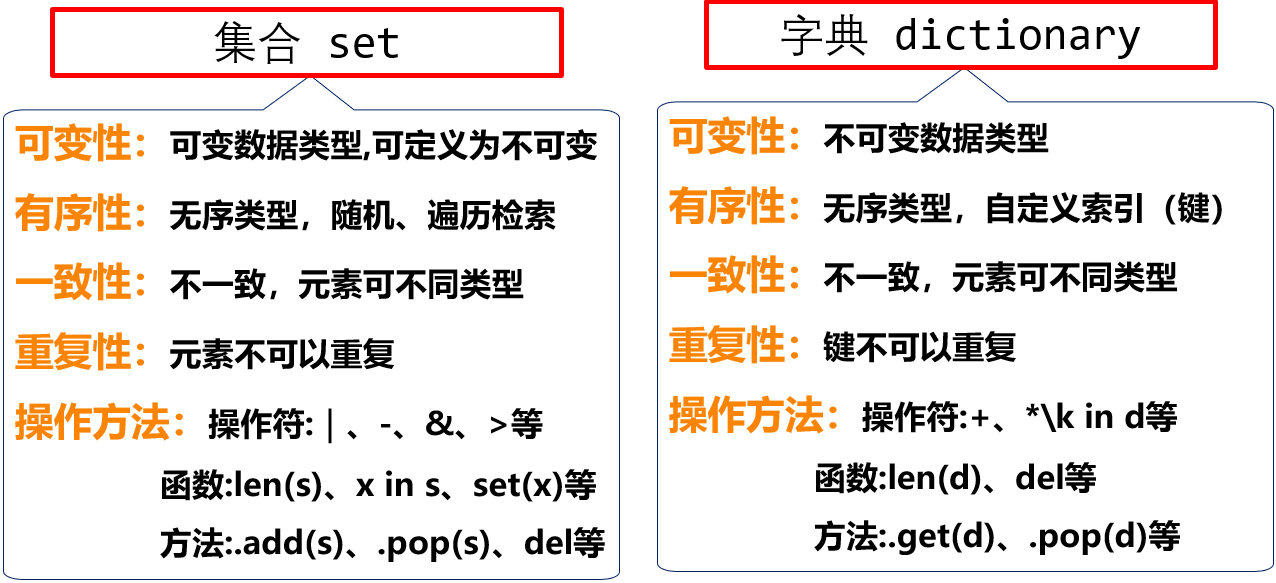 集合 set
可变性：可变数据类型,可定义为不可变
有序性：无序类型，随机、遍历检索
一致性：不一致，元素可不同类型
重复性：元素不可以重复
操作方法：操作符:|、-、&、>等
函数:len(s)、x in s、set(x)等
方法:.add(s)、.pop(s)、del等
字典 dictionary
可变性：不可变数据类型
有序性：无序类型，自定义索引（键）
一致性：不一致，元素可不同类型
重复性：键不可以重复
操作方法：操作符:+、*\k in d等
函数:len(d)、del等
方法:.get(d)、.pop(d)等